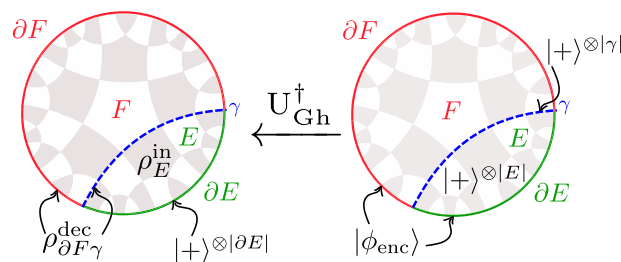 ∂F
F
γ
E
ρ_E^in
∂E
ρ_{∂Fγ}^dec
|+⟩^{⊗|∂E|}
U_Gh^†
∂F
|+⟩^{⊗|γ|}
F
γ
E
|+⟩^{⊗|E|}
∂E
|ϕ_enc⟩